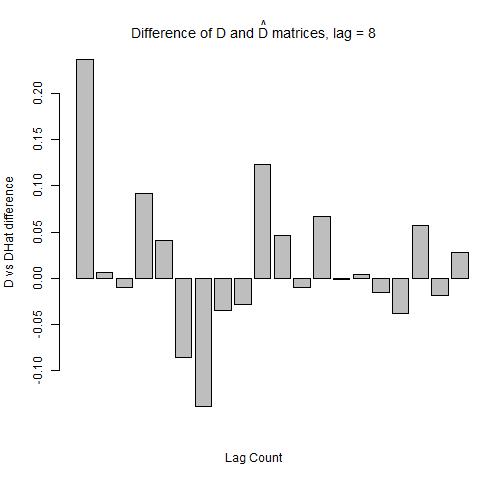 Difference of D and D̂ matrices, lag = 8
D vs DHat difference
0.20
0.15
0.10
0.05
0.00
-0.05
-0.10
Lag Count